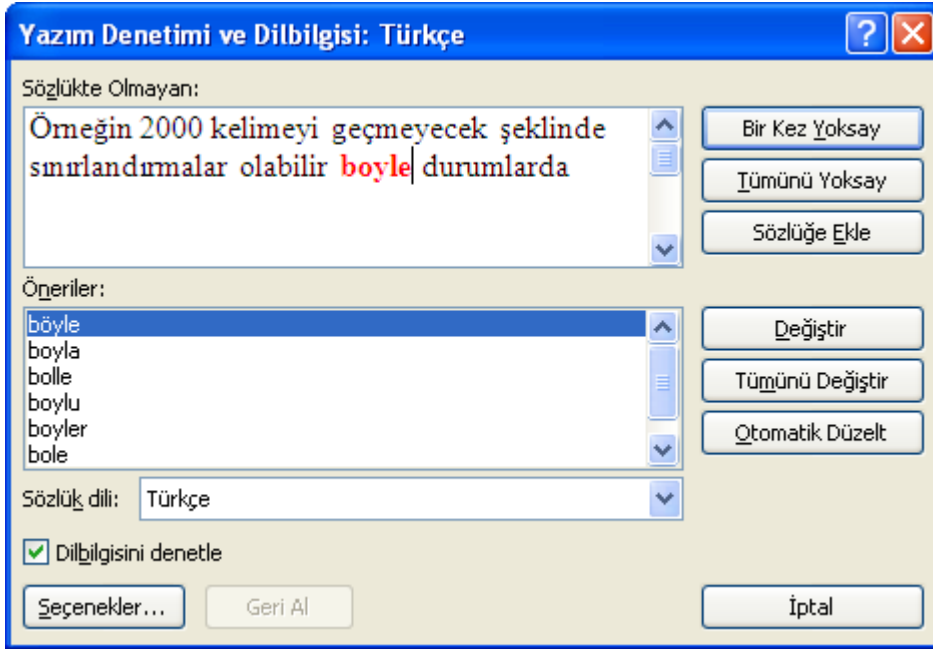 Yazım Denetimi ve Dilbilgisi: Türkçe
Sözlükte Olmayan:
Örneğin 2000 kelimeyi geçmeyecek şeklinde
sınırlandırmalar olabilir boyle durumlarda
Bir Kez Yoksay
Tümünü Yoksay
Sözlüğe Ekle
Öneriler:
böyle
boyla
bolle
boylu
boyler
bole
Değiştir
Tümünü Değiştir
Otomatik Düzelt
Sözlük dili: Türkçe
Dilbilgisini denetle
Seçenekler... Geri Al İptal